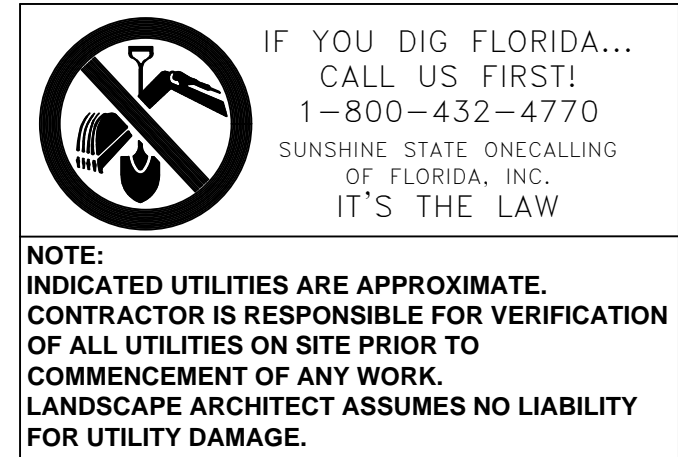 IF YOU DIG FLORIDA...
CALL US FIRST!
1-800-432-4770
SUNSHINE STATE ONECALLING
OF FLORIDA, INC.
IT'S THE LAW
NOTE:
INDICATED UTILITIES ARE APPROXIMATE.
CONTRACTOR IS RESPONSIBLE FOR VERIFICATION
OF ALL UTILITIES ON SITE PRIOR TO
COMMENCEMENT OF ANY WORK.
LANDSCAPE ARCHITECT ASSUMES NO LIABILITY
FOR UTILITY DAMAGE.